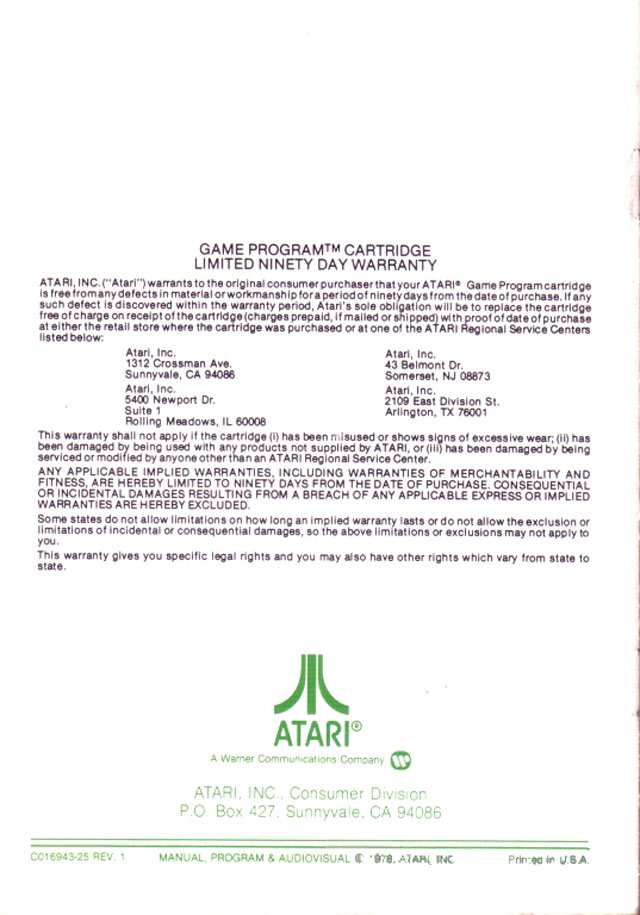 GAME PROGRAM™ CARTRIDGE
LIMITED NINETY DAY WARRANTY
ATARI, INC. ("Atari") warrants to the original consumer purchaser that your ATARI® Game Program cartridge
is free from any defects in material or workmanship for a period of ninety days from the date of purchase. If any
such defect is discovered within the warranty period, Atari's sole obligation will be to replace the cartridge
free of charge on receipt of the cartridge (charges prepaid, if mailed or shipped) with proof of date of purchase
at either the retail store where the cartridge was purchased or at one of the ATARI Regional Service Centers
listed below:
Atari, Inc.
1312 Crossman Ave.
Sunnyvale, CA 94086
Atari, Inc.
5400 Newport Dr.
Suite 1
Rolling Meadows, IL 60008
Atari, Inc.
43 Belmont Dr.
Somerset, NJ 08873
Atari, Inc.
2109 East Division St.
Arlington, TX 76001
This warranty shall not apply if the cartridge (i) has been misused or shows signs of excessive wear; (ii) has
been damaged by being used with any products not supplied by ATARI, or (iii) has been damaged by being
serviced or modified by anyone other than an ATARI Regional Service Center.
ANY APPLICABLE IMPLIED WARRANTIES, INCLUDING WARRANTIES OF MERCHANTABILITY AND
FITNESS, ARE HEREBY LIMITED TO NINETY DAYS FROM THE DATE OF PURCHASE. CONSEQUENTIAL
OR INCIDENTAL DAMAGES RESULTING FROM A BREACH OF ANY APPLICABLE EXPRESS OR IMPLIED
WARRANTIES ARE HEREBY EXCLUDED.
Some states do not allow limitations on how long an implied warranty lasts or do not allow the exclusion or
limitations of incidental or consequential damages, so the above limitations or exclusions may not apply to
you.
This warranty gives you specific legal rights and you may also have other rights which vary from state to
state.
ATARI®
A Warner Communications Company
ATARI, INC., Consumer Division
P.O. Box 427, Sunnyvale, CA 94086
C016943-25 REV. 1 MANUAL, PROGRAM & AUDIOVISUAL © 1978, ATARI, INC. Printed in U.S.A.